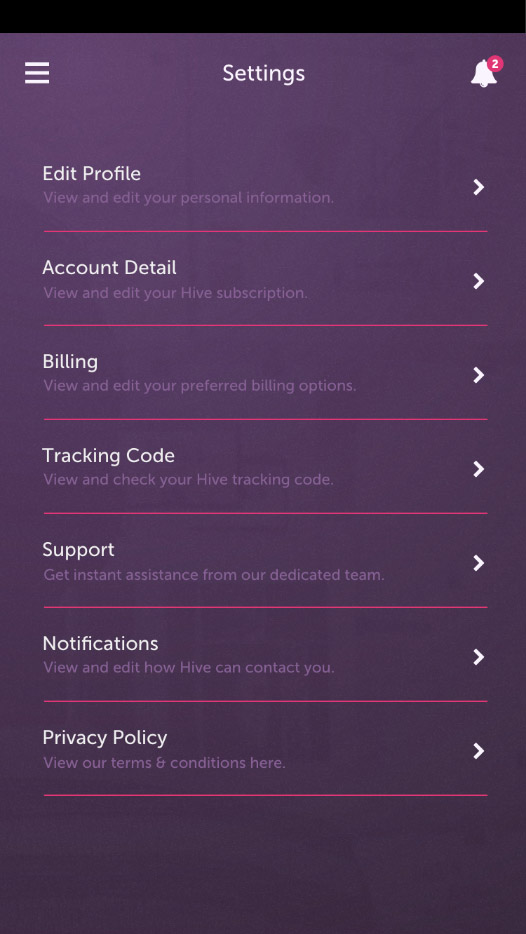 Settings
2
Edit Profile
View and edit your personal information.
Account Detail
View and edit your Hive subscription.
Billing
View and edit your preferred billing options.
Tracking Code
View and check your Hive tracking code.
Support
Get instant assistance from our dedicated team.
Notifications
View and edit how Hive can contact you.
Privacy Policy
View our terms & conditions here.